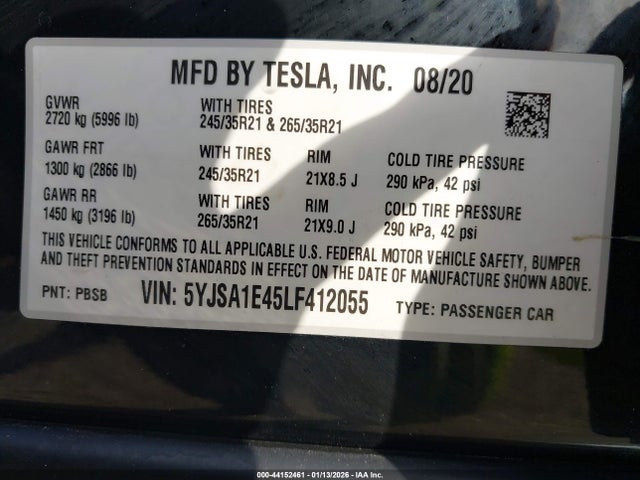 MFD BY TESLA, INC. 08/20
GVWR WITH TIRES
2720 kg (5996 lb) 245/35R21 & 265/35R21
GAWR FRT WITH TIRES RIM COLD TIRE PRESSURE
1300 kg (2866 lb) 245/35R21 21X8.5 J 290 kPa, 42 psi
GAWR RR WITH TIRES RIM COLD TIRE PRESSURE
1450 kg (3196 lb) 265/35R21 21X9.0 J 290 kPa, 42 psi
THIS VEHICLE CONFORMS TO ALL APPLICABLE U.S. FEDERAL MOTOR VEHICLE SAFETY, BUMPER,
AND THEFT PREVENTION STANDARDS IN EFFECT ON THE DATE OF MANUFACTURE SHOWN ABOVE.
PNT: PBSB VIN: 5YJSA1E45LF412055 TYPE: PASSENGER CAR
000-44152461 - 01/13/2026 - IAA Inc.